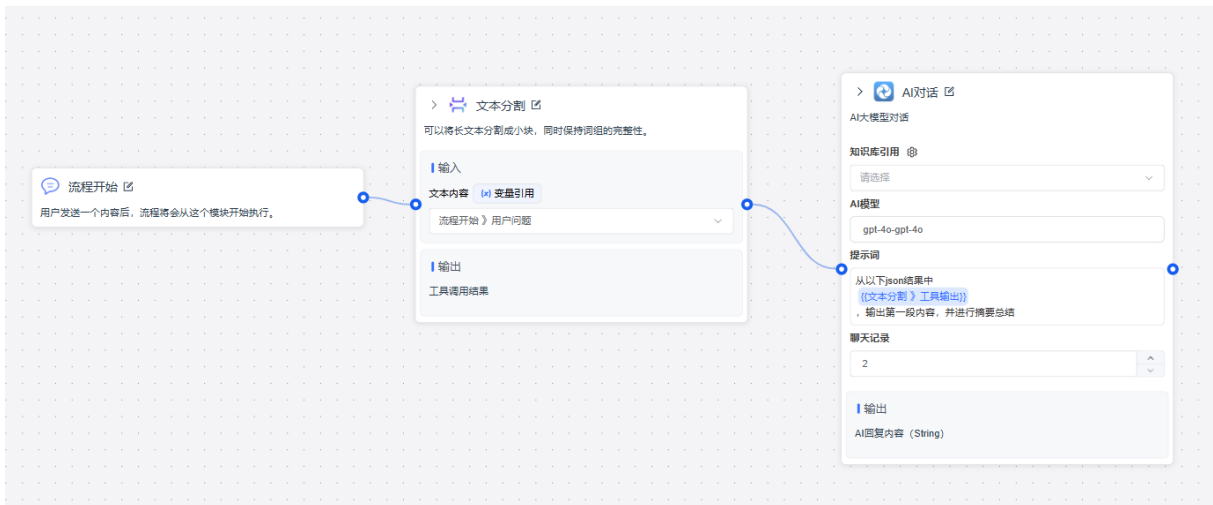 流程开始
用户发送一个内容后，流程将会从这个模块开始执行。
文本分割
可以将长文本分割成小块，同时保持词组的完整性。
输入
文本内容 (x) 变量引用
流程开始 》用户问题
输出
工具调用结果
AI对话
AI大模型对话
知识库引用
请选择
AI模型
gpt-4o-gpt-4o
提示词
从以下json结果中
{{文本分割 》工具输出}}
，输出第一段内容，并进行摘要总结
聊天记录
2
输出
AI回复内容（String）